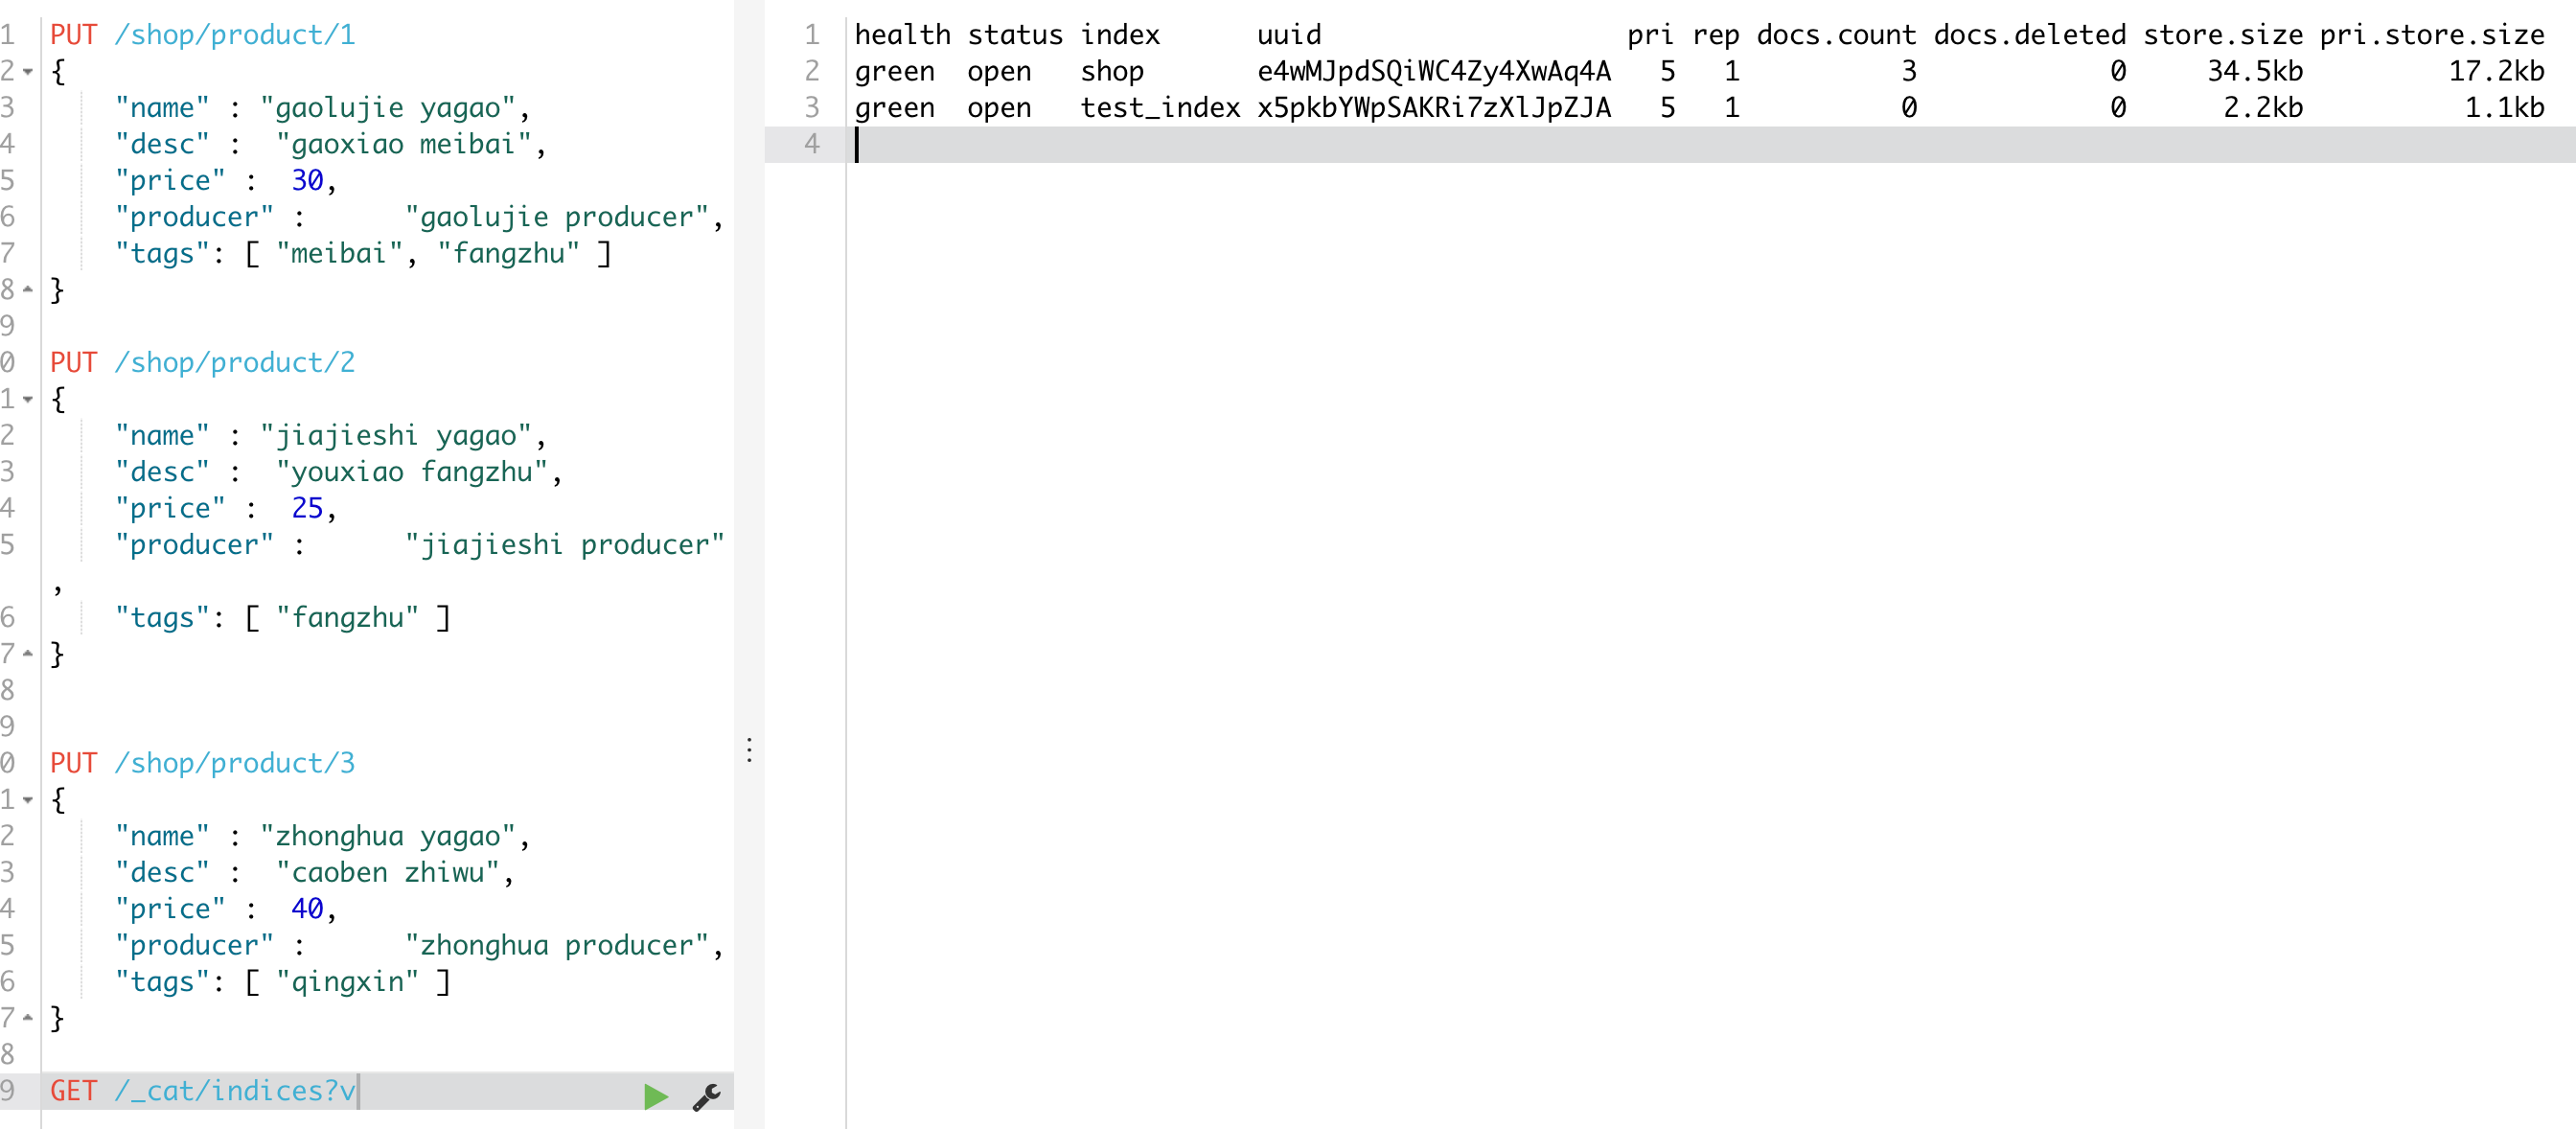 1 PUT /shop/product/1
2 {
3 "name" : "gaolujie yagao",
4 "desc" :  "gaoxiao meibai",
5 "price" :  30,
6 "producer" :      "gaolujie producer",
7 "tags": [ "meibai", "fangzhu" ]
8 }
9
0 PUT /shop/product/2
1 {
2 "name" : "jiajieshi yagao",
3 "desc" :  "youxiao fangzhu",
4 "price" :  25,
5 "producer" :      "jiajieshi producer"
,
6 "tags": [ "fangzhu" ]
7 }
8
9
0 PUT /shop/product/3
1 {
2 "name" : "zhonghua yagao",
3 "desc" :  "caoben zhiwu",
4 "price" :  40,
5 "producer" :      "zhonghua producer",
6 "tags": [ "qingxin" ]
7 }
8
9 GET /_cat/indices?v
1 health status index      uuid                   pri rep docs.count docs.deleted store.size pri.store.size
2 green  open   shop       e4wMJpdSQiWC4Zy4XwAq4A   5   1          3            0     34.5kb         17.2kb
3 green  open   test_index x5pkbYWpSAKRi7zXlJpZJA   5   1          0            0      2.2kb          1.1kb
4